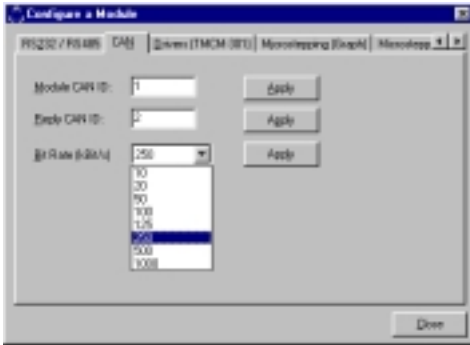 Configure a Module
RS232 / RS485 CAN Drivers (TMCM-301) Microstepping (Graph) Microstepp
Module CAN ID: 1 Apply
Reply CAN ID: 2 Apply
Bit Rate (kBit/s) 250 Apply
10
20
50
100
125
250
500
1000
Close